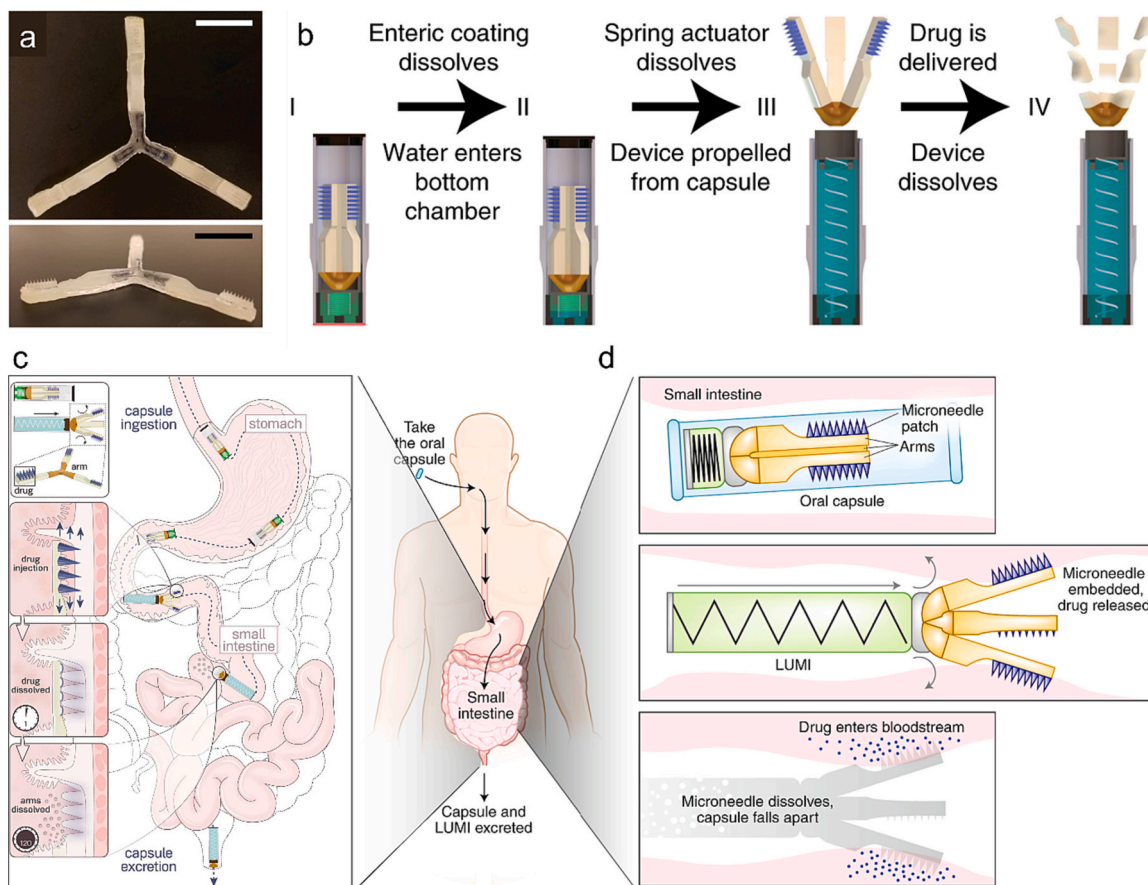 a
b
Enteric coating
dissolves
Water enters
bottom
chamber
Spring actuator
dissolves
Device propelled
from capsule
Drug is
delivered
Device
dissolves
I
II
III
IV
c
capsule
ingestion
stomach
arm
drug
drug
injection
drug
dissolved
small
intestine
arms
dissolved
120
capsule
excretion
Take
the oral
capsule
Small
intestine
Capsule and
LUMI excreted
d
Small intestine
Microneedle
patch
Arms
Oral capsule
Microneedle
embedded,
drug released
LUMI
Drug enters bloodstream
Microneedle dissolves,
capsule falls apart